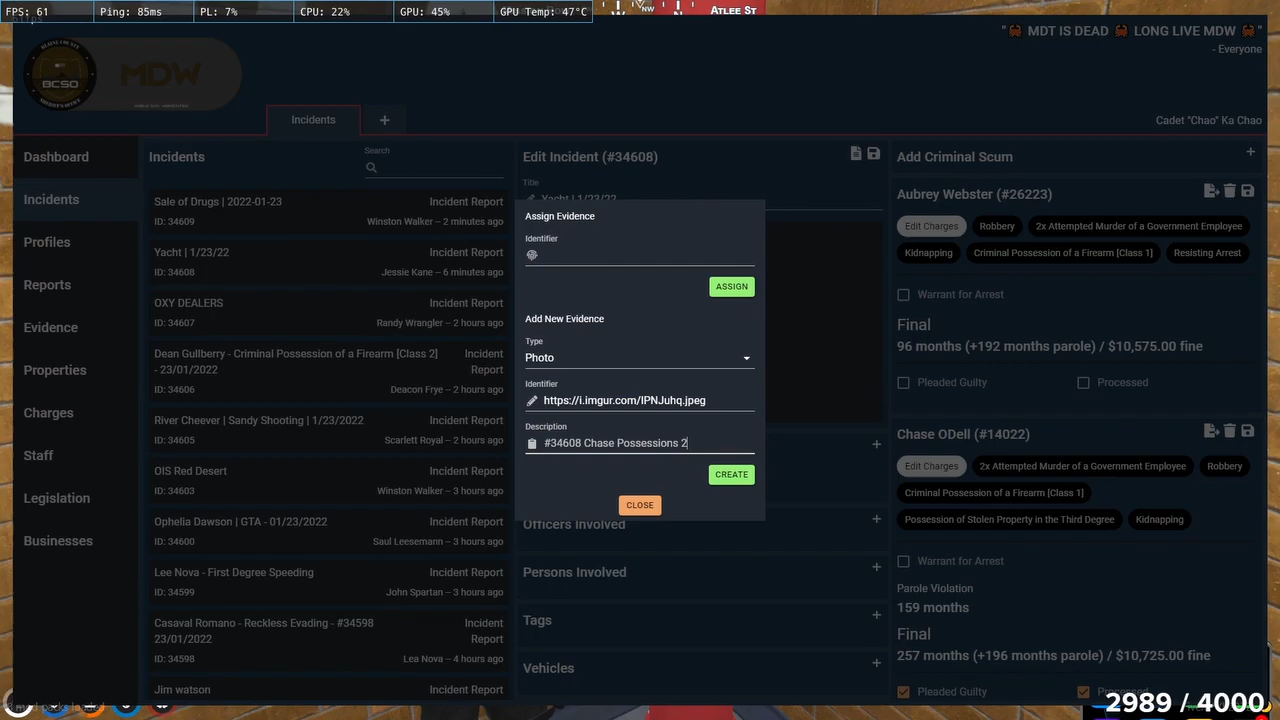 FPS: 61
Ping: 85ms
PL: 7%
CPU: 22%
GPU: 45%
GPU Temp: 47°C
NW
ATLEE ST
" MDT IS DEAD LONG LIVE MDW "
- Everyone
BLAINE COUNTY
BCSO
SHERIFF'S OFFICE
MDW
Incidents
+
Cadet "Chao" Ka Chao
Dashboard
Incidents
Profiles
Reports
Evidence
Properties
Charges
Staff
Legislation
Businesses
Incidents
Search
Sale of Drugs | 2022-01-23
Incident Report
ID: 34609
Winston Walker – 2 minutes ago
Yacht | 1/23/22
Incident Report
ID: 34608
Jessie Kane – 6 minutes ago
OXY DEALERS
Incident Report
ID: 34607
Randy Wrangler – 2 hours ago
Dean Gullberry - Criminal Possession of a Firearm [Class 2]
- 23/01/2022
Incident
Report
ID: 34606
Deacon Frye – 2 hours ago
River Cheever | Sandy Shooting | 1/23/2022
Incident
Report
ID: 34605
Scarlett Royal – 2 hours ago
OIS Red Desert
Incident Report
ID: 34603
Winston Walker – 3 hours ago
Ophelia Dawson | GTA - 01/23/2022
Incident Report
ID: 34600
Saul Leesemann – 3 hours ago
Lee Nova - First Degree Speeding
Incident Report
ID: 34599
John Spartan – 3 hours ago
Casaval Romano - Reckless Evading - #34598
23/01/2022
Incident
Report
ID: 34598
Lea Nova – 4 hours ago
Jim watson
Incident Report
Edit Incident (#34608)
Title
Yacht | 1/23/22
Assign Evidence
Identifier
ASSIGN
Add New Evidence
Type
Photo
Identifier
https://i.imgur.com/IPNJuhq.jpeg
Description
#34608 Chase Possessions 2
CREATE
CLOSE
Officers Involved
Persons Involved
Tags
Vehicles
Add Criminal Scum
Aubrey Webster (#26223)
Edit Charges
Robbery
2x Attempted Murder of a Government Employee
Kidnapping
Criminal Possession of a Firearm [Class 1]
Resisting Arrest
Warrant for Arrest
Final
96 months (+192 months parole) / $10,575.00 fine
Pleaded Guilty
Processed
Chase ODell (#14022)
Edit Charges
2x Attempted Murder of a Government Employee
Robbery
Criminal Possession of a Firearm [Class 1]
Possession of Stolen Property in the Third Degree
Kidnapping
Warrant for Arrest
Parole Violation
159 months
Final
257 months (+196 months parole) / $10,725.00 fine
Pleaded Guilty
2989 / 4000